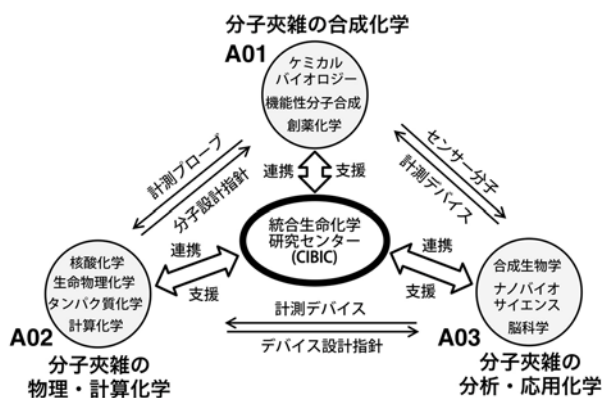 分子夾雑の合成化学
A01
ケミカル
バイオロジー
機能性分子合成
創薬化学
計測プローブ
分子設計指針
センサー分子
計測デバイス
連携
支援
統合生命化学
研究センター
(CIBIC)
連携
支援
連携
支援
核酸化学
生命物理化学
タンパク質化学
計算化学
A02
分子夾雑の
物理・計算化学
計測デバイス
デバイス設計指針
合成生物学
ナノバイオ
サイエンス
脳科学
A03
分子夾雑の
分析・応用化学